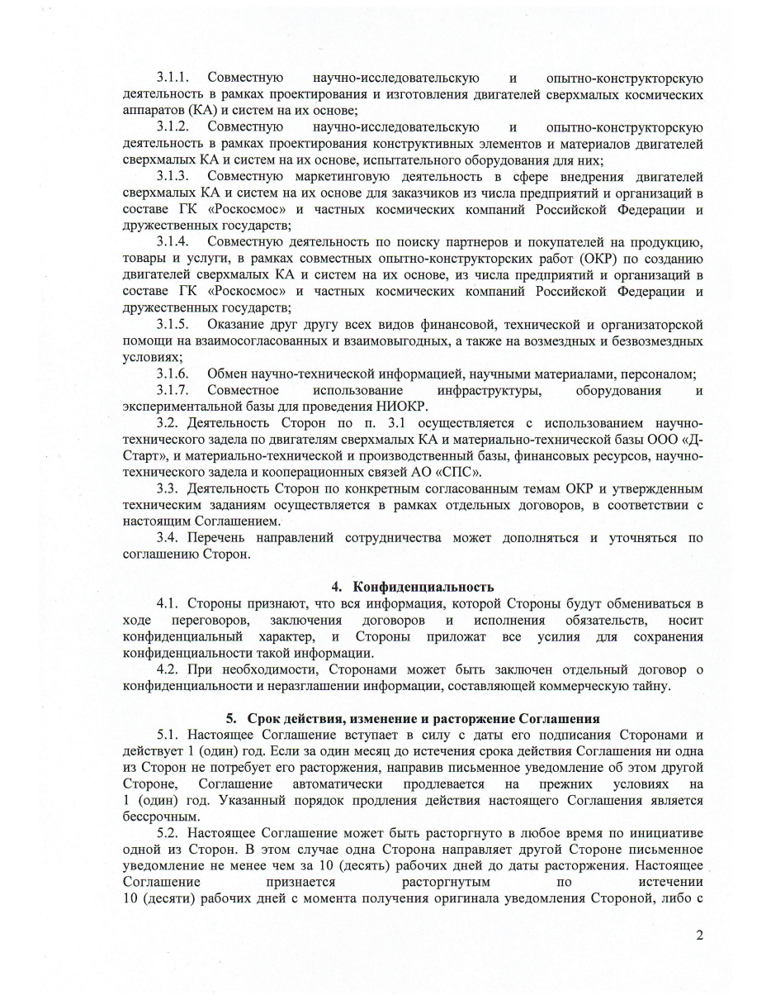 3.1.1. Совместную научно-исследовательскую и опытно-конструкторскую
деятельность в рамках проектирования и изготовления двигателей сверхмалых космических
аппаратов (КА) и систем на их основе;
3.1.2. Совместную научно-исследовательскую и опытно-конструкторскую
деятельность в рамках проектирования конструктивных элементов и материалов двигателей
сверхмалых КА и систем на их основе, испытательного оборудования для них;
3.1.3. Совместную маркетинговую деятельность в сфере внедрения двигателей
сверхмалых КА и систем на их основе для заказчиков из числа предприятий и организаций в
составе ГК «Роскосмос» и частных космических компаний Российской Федерации и
дружественных государств;
3.1.4. Совместную деятельность по поиску партнеров и покупателей на продукцию,
товары и услуги, в рамках совместных опытно-конструкторских работ (ОКР) по созданию
двигателей сверхмалых КА и систем на их основе, из числа предприятий и организаций в
составе ГК «Роскосмос» и частных космических компаний Российской Федерации и
дружественных государств;
3.1.5. Оказание друг другу всех видов финансовой, технической и организаторской
помощи на взаимосогласованных и взаимовыгодных, а также на возмездных и безвозмездных
условиях;
3.1.6. Обмен научно-технической информацией, научными материалами, персоналом;
3.1.7. Совместное использование инфраструктуры, оборудования и
экспериментальной базы для проведения НИОКР.
3.2. Деятельность Сторон по п. 3.1 осуществляется с использованием научно-
технического задела по двигателям сверхмалых КА и материально-технической базы ООО «Д-
Старт», и материально-технической и производственный базы, финансовых ресурсов, научно-
технического задела и кооперационных связей АО «СПС».
3.3. Деятельность Сторон по конкретным согласованным темам ОКР и утвержденным
техническим заданиям осуществляется в рамках отдельных договоров, в соответствии с
настоящим Соглашением.
3.4. Перечень направлений сотрудничества может дополняться и уточняться по
соглашению Сторон.
4. Конфиденциальность
4.1. Стороны признают, что вся информация, которой Стороны будут обмениваться в
ходе переговоров, заключения договоров и исполнения обязательств, носит
конфиденциальный характер, и Стороны приложат все усилия для сохранения
конфиденциальности такой информации.
4.2. При необходимости, Сторонами может быть заключен отдельный договор о
конфиденциальности и неразглашении информации, составляющей коммерческую тайну.
5. Срок действия, изменение и расторжение Соглашения
5.1. Настоящее Соглашение вступает в силу с даты его подписания Сторонами и
действует 1 (один) год. Если за один месяц до истечения срока действия Соглашения ни одна
из Сторон не потребует его расторжения, направив письменное уведомление об этом другой
Стороне, Соглашение автоматически продлевается на прежних условиях на
1 (один) год. Указанный порядок продления действия настоящего Соглашения является
бессрочным.
5.2. Настоящее Соглашение может быть расторгнуто в любое время по инициативе
одной из Сторон. В этом случае одна Сторона направляет другой Стороне письменное
уведомление не менее чем за 10 (десять) рабочих дней до даты расторжения. Настоящее
Соглашение признается расторгнутым по истечении
10 (десяти) рабочих дней с момента получения оригинала уведомления Стороной, либо с
2